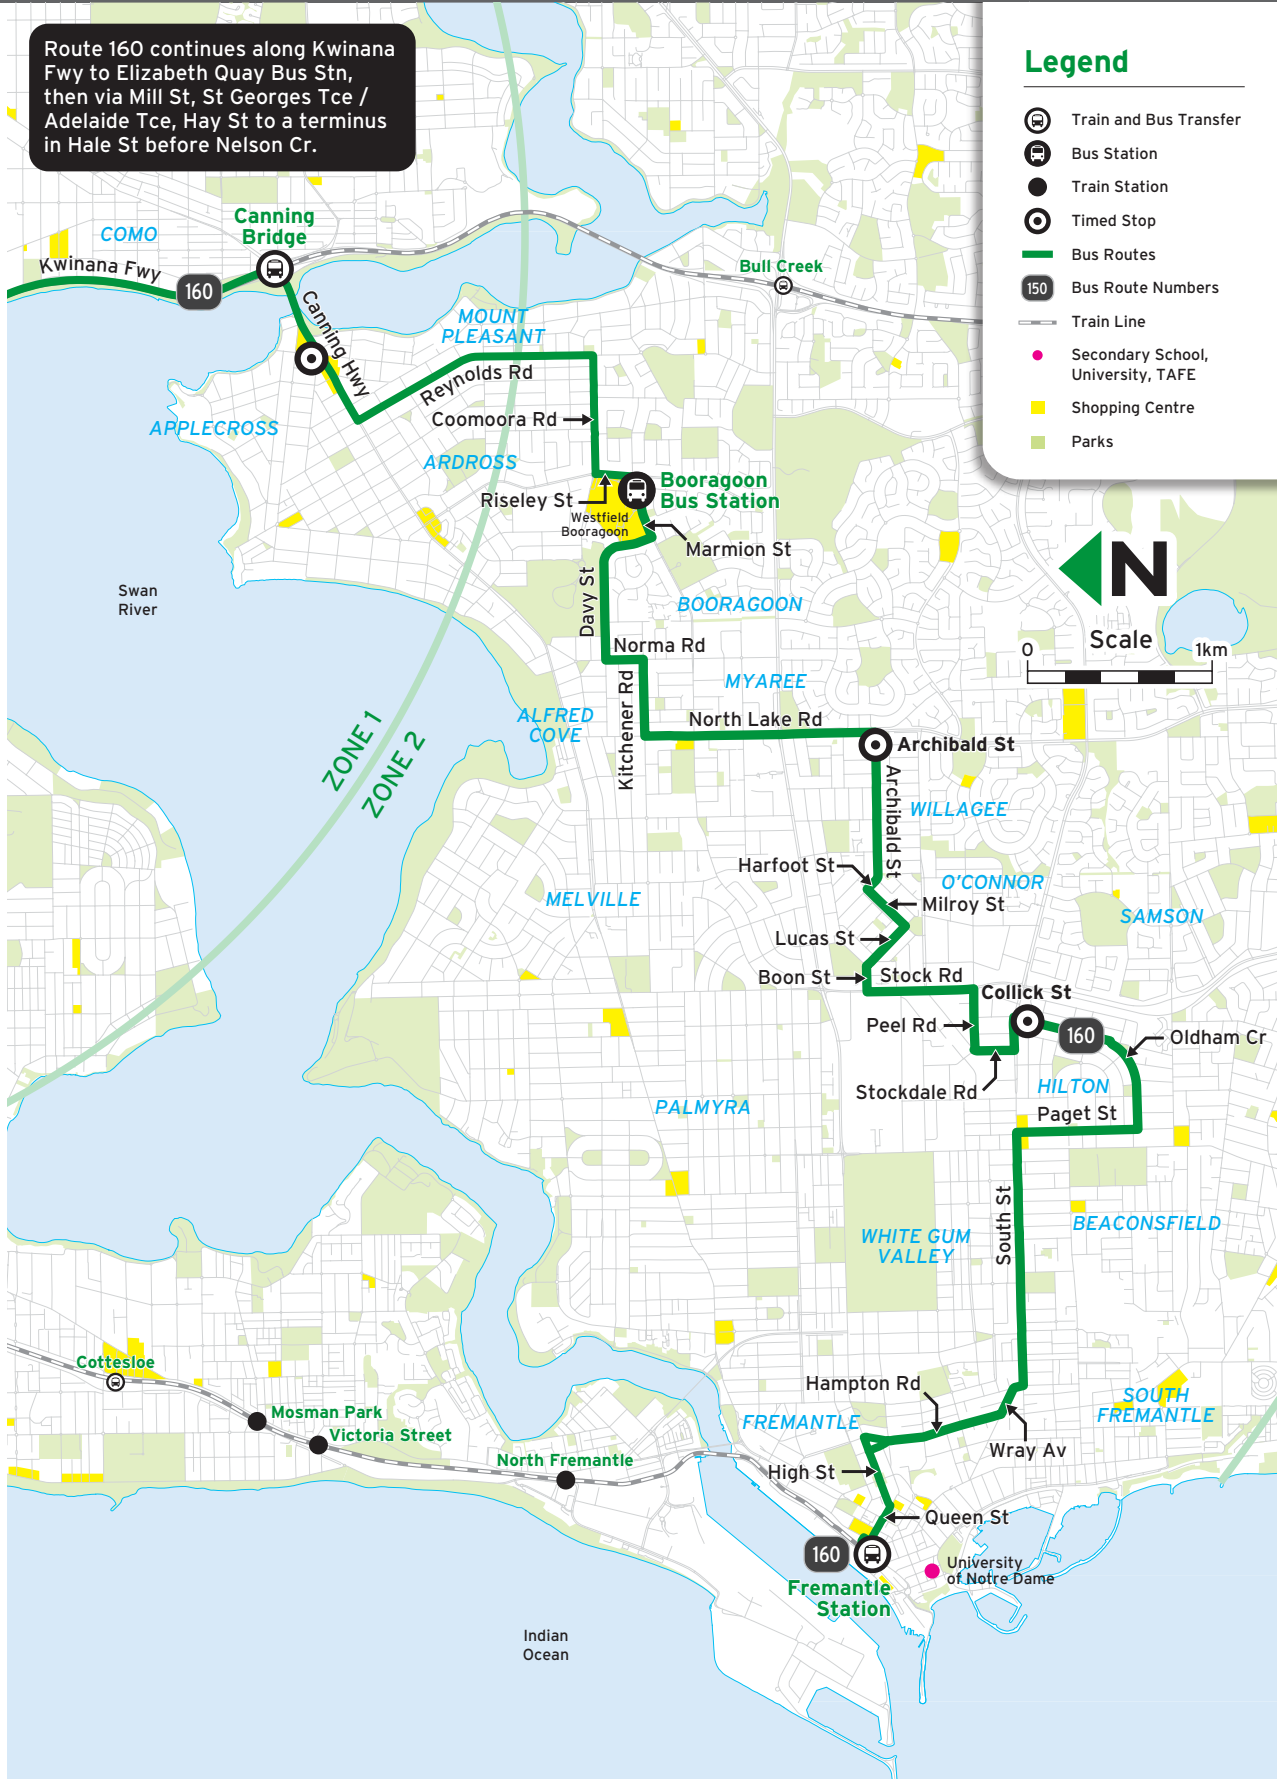 Route 160 continues along Kwinana
Fwy to Elizabeth Quay Bus Stn,
then via Mill St, St Georges Tce /
Adelaide Tce, Hay St to a terminus
in Hale St before Nelson Cr.
Legend
Train and Bus Transfer
Bus Station
Train Station
Timed Stop
Bus Routes
150
Bus Route Numbers
Train Line
Secondary School,
University, TAFE
Shopping Centre
Parks
COMO
Canning
Bridge
Kwinana Fwy
160
Canning Hwy
Bull Creek
MOUNT
PLEASANT
Reynolds Rd
Coomoora Rd
APPLECROSS
ARDROSS
Riseley St
Booragoon
Bus Station
Westfield
Booragoon
Marmion St
N
Scale
0
1km
Swan
River
Davy St
BOORAGOON
Norma Rd
MYAREE
Kitchener Rd
ALFRED
COVE
North Lake Rd
ZONE 1
ZONE 2
Archibald St
Archibald St
WILLAGEE
Harfoot St
O'CONNOR
Milroy St
MELVILLE
SAMSON
Lucas St
Boon St
Stock Rd
Collick St
Peel Rd
160
Oldham Cr
Stockdale Rd
HILTON
PALMYRA
Paget St
South St
WHITE GUM
VALLEY
BEACONSFIELD
Cottesloe
Mosman Park
Victoria Street
North Fremantle
Hampton Rd
SOUTH
FREMANTLE
FREMANTLE
Wray Av
High St
Queen St
160
University
of Notre Dame
Fremantle
Station
Indian
Ocean